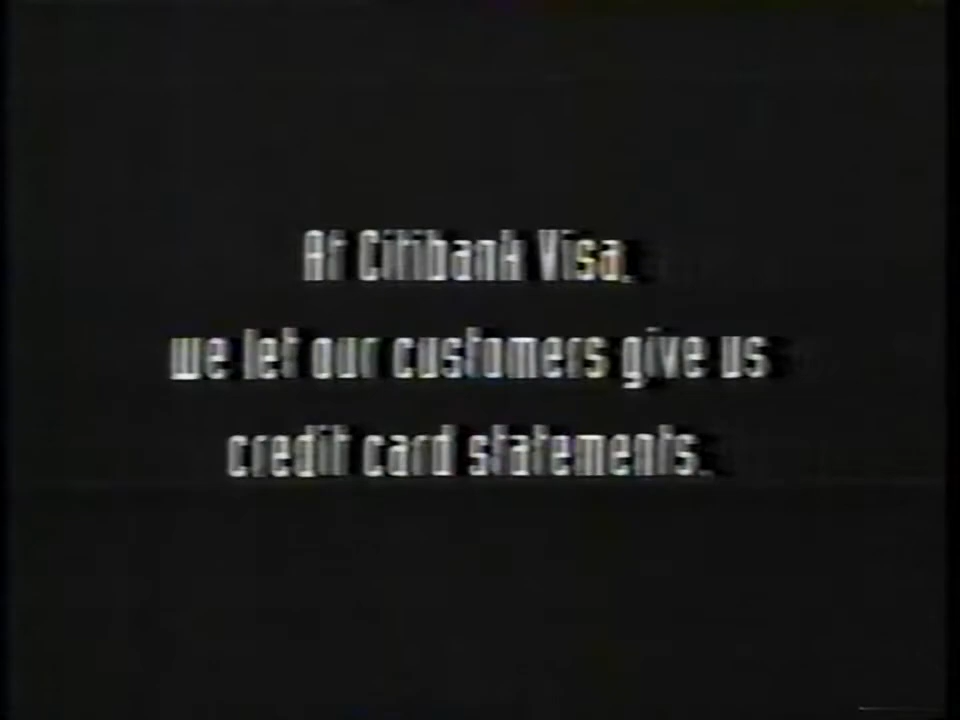 At Citibank Visa,
we let our customers give us
credit card statements.